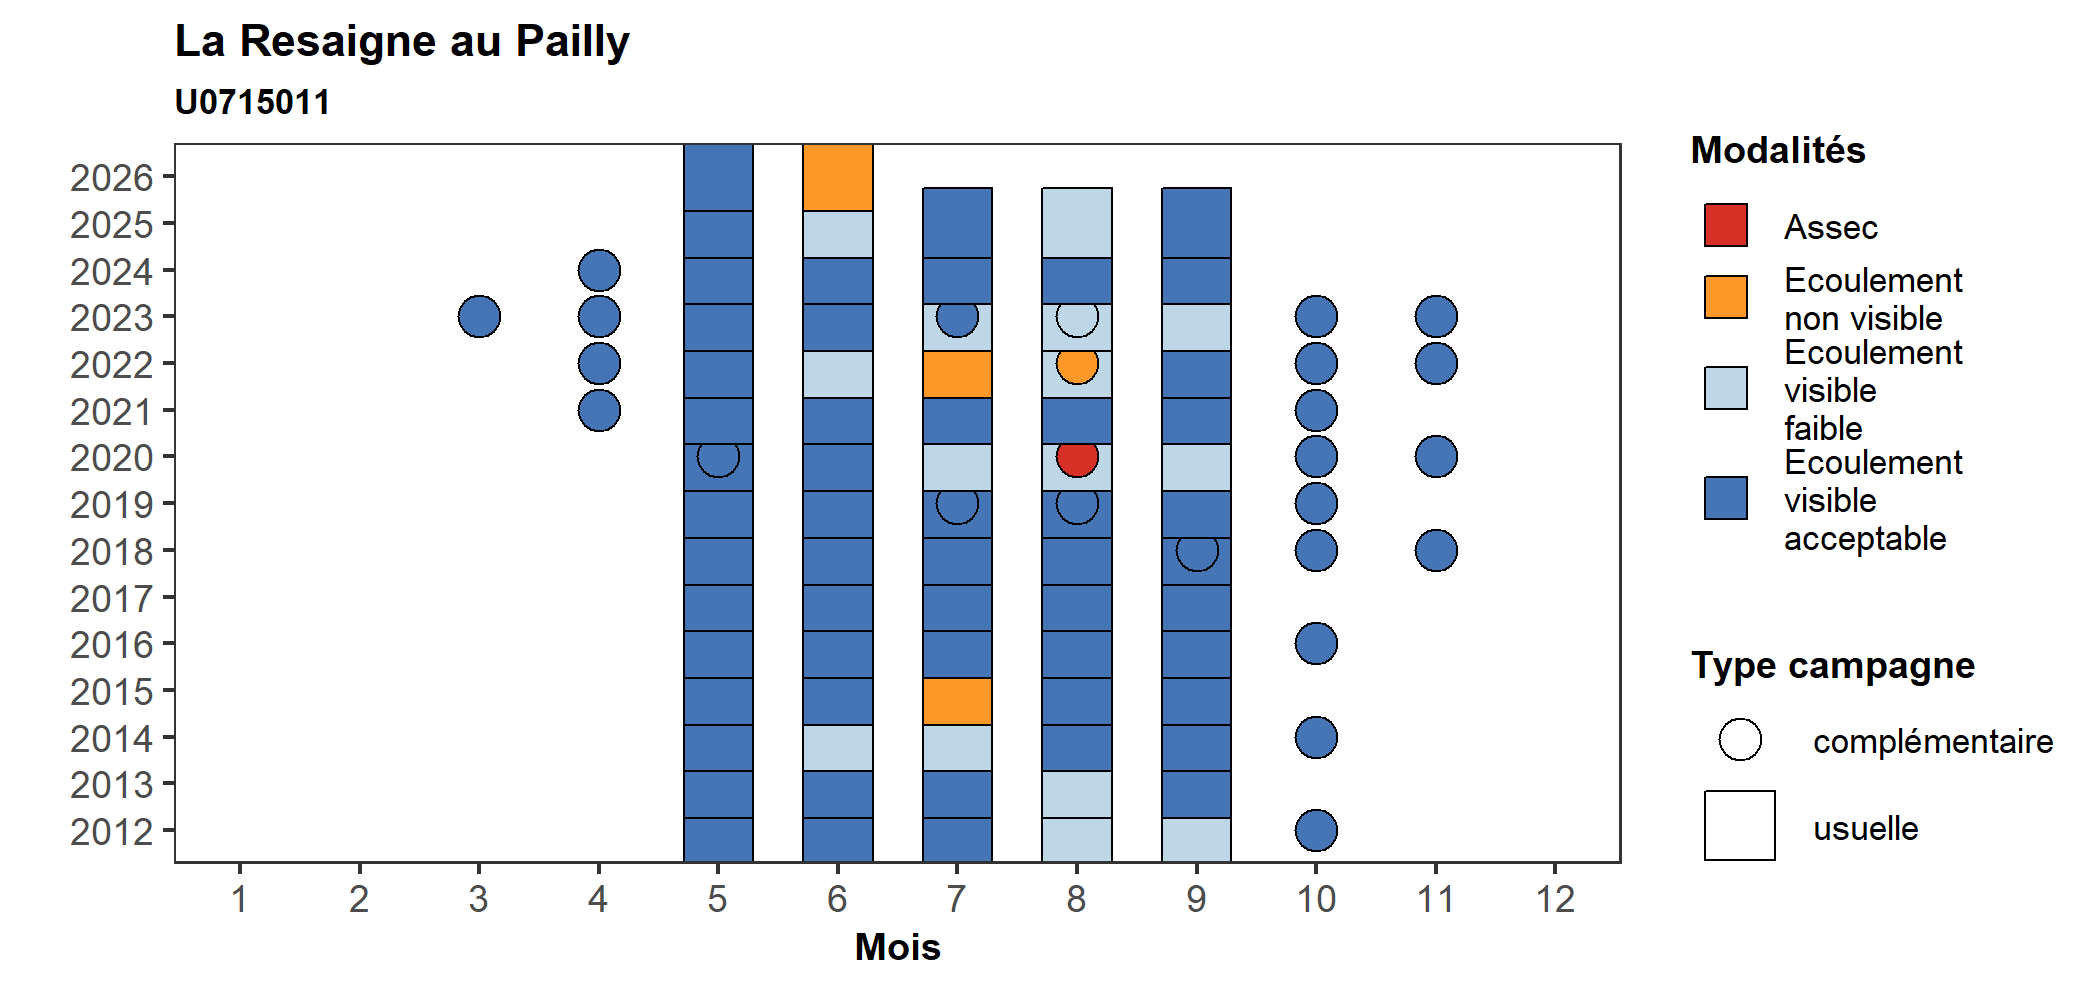 La Resaigne au Pailly
U0715011
2026
2025
2024
2023
2022
2021
2020
2019
2018
2017
2016
2015
2014
2013
2012
1 2 3 4 5 6 7 8 9 10 11 12
Mois
Modalités
Assec
Ecoulement
non visible
Ecoulement
visible
faible
Ecoulement
visible
acceptable
Type campagne
complémentaire
usuelle